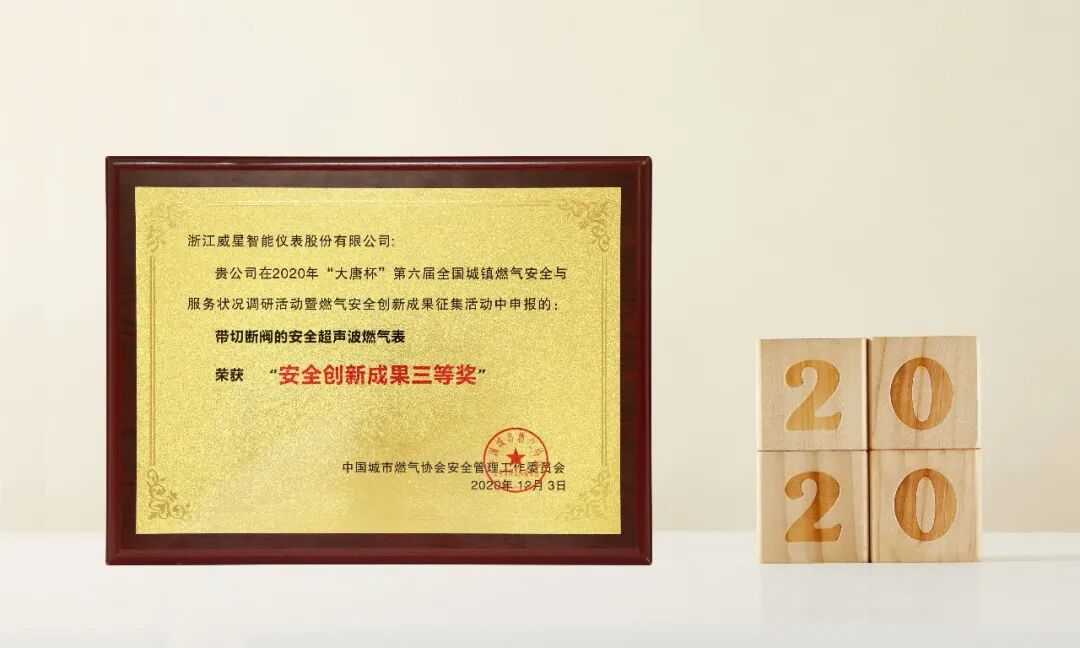 浙江威星智能仪表股份有限公司:
贵公司在2020年“大唐杯”第六届全国城镇燃气安全与
服务状况调研活动暨燃气安全创新成果征集活动中申报的:
带切断阀的安全超声波燃气表
荣获 “安全创新成果三等奖”
中国城市燃气协会安全管理工作委员会
2020年 12月 3日
20
20